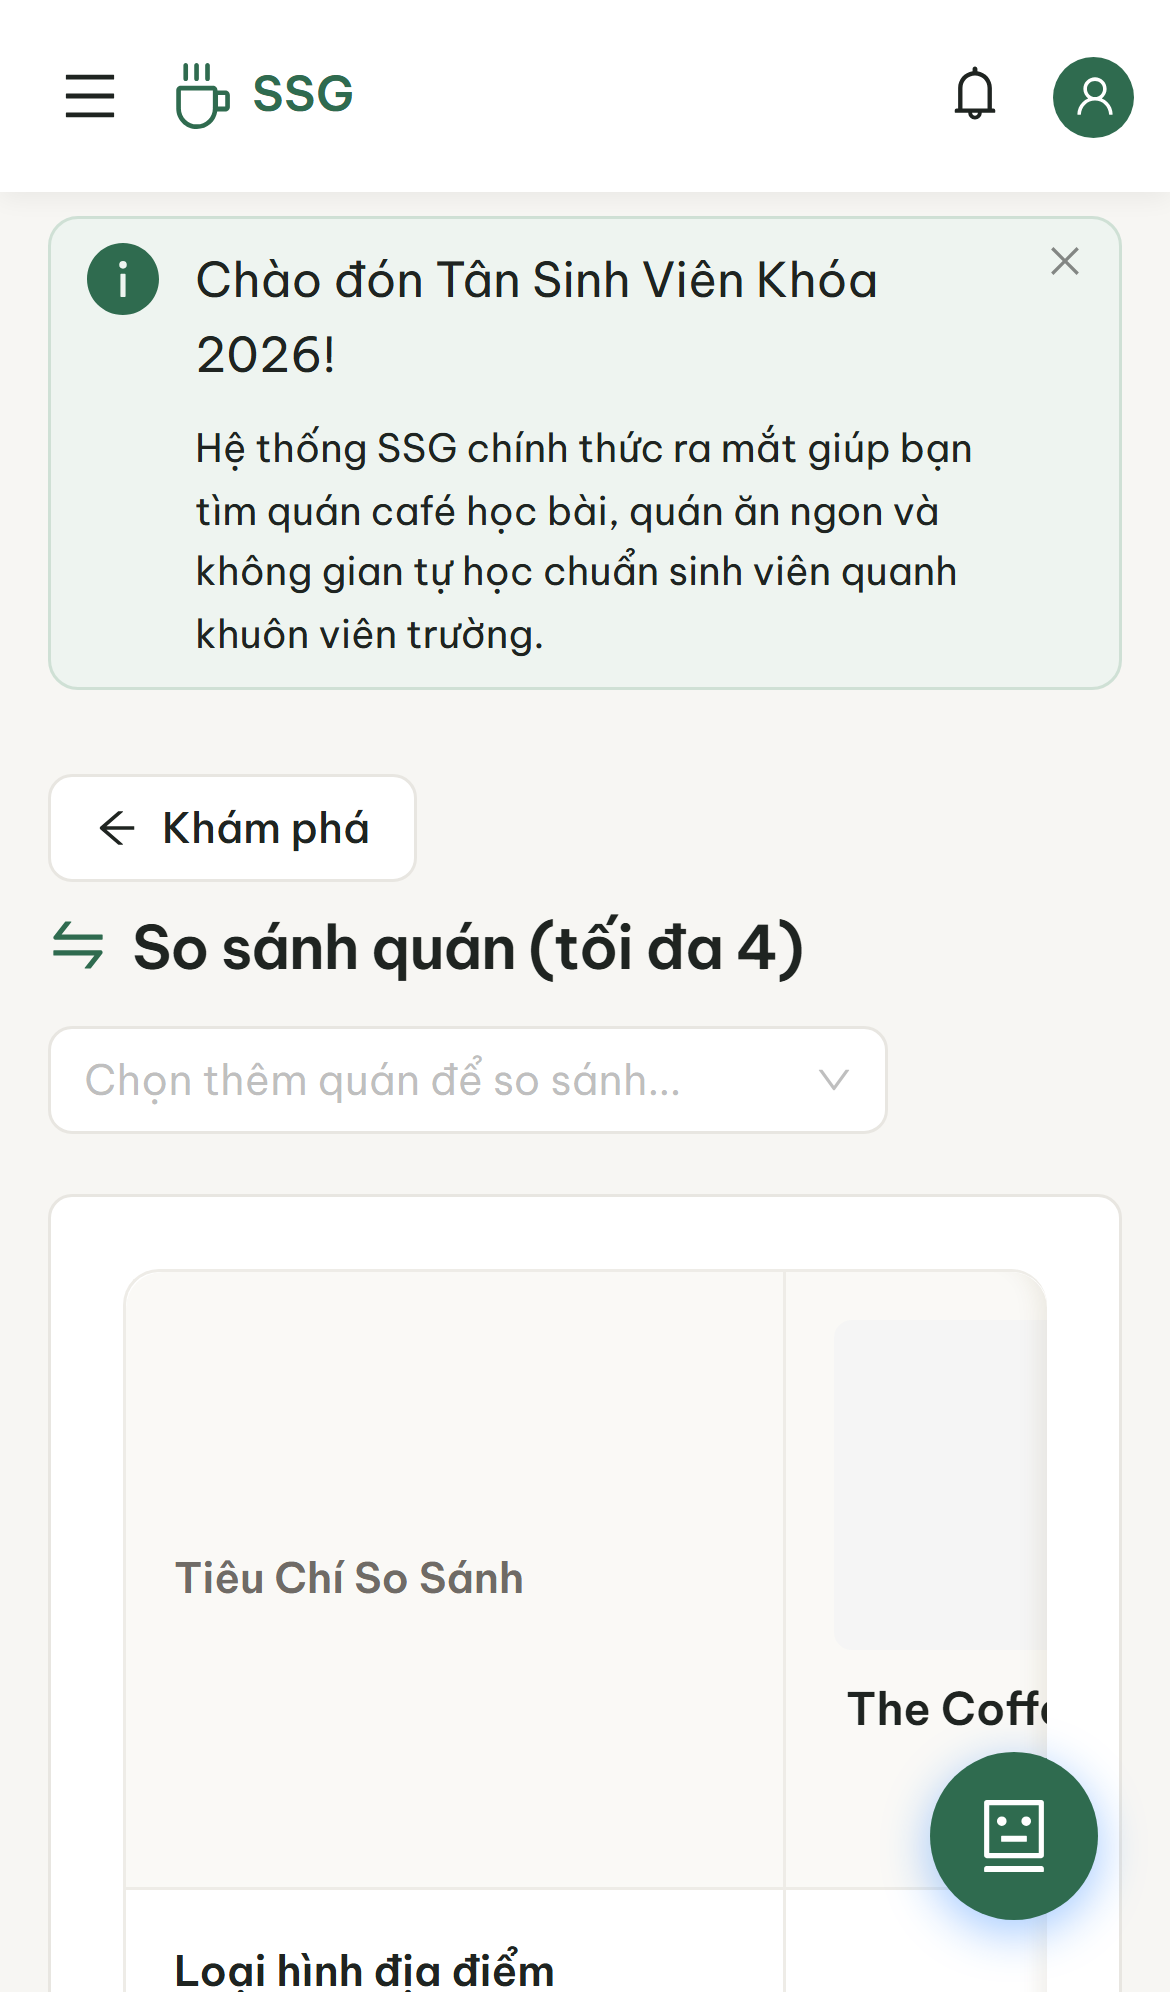 SSG
Chào đón Tân Sinh Viên Khóa
2026!
Hệ thống SSG chính thức ra mắt giúp bạn
tìm quán café học bài, quán ăn ngon và
không gian tự học chuẩn sinh viên quanh
khuôn viên trường.
Khám phá
So sánh quán (tối đa 4)
Chọn thêm quán để so sánh...
Tiêu Chí So Sánh
The
Loại hình địa điểm